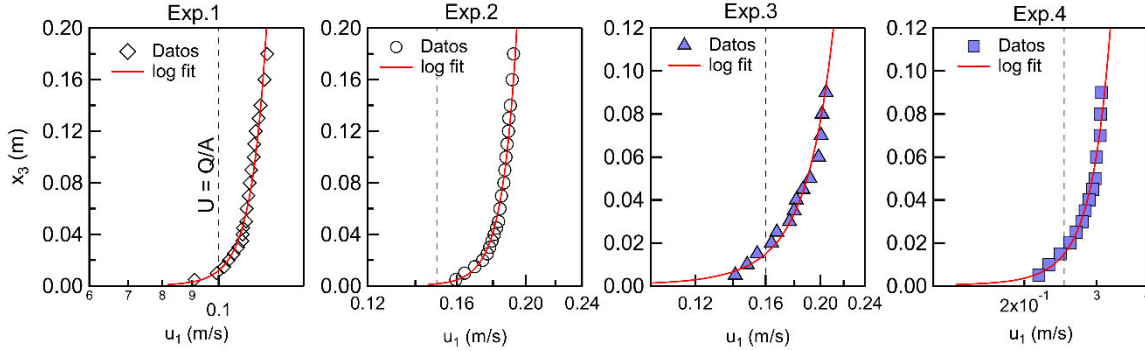 Exp.1
Exp.2
Exp.3
Exp.4
x₃ (m)
0.20
0.16
0.12
0.08
0.04
0.00
Datos
log fit
U = Q/A
6
7
8
9
0.1
u₁ (m/s)
0.20
0.16
0.12
0.08
0.04
0.00
Datos
log fit
0.12
0.16
0.20
0.24
u₁ (m/s)
0.12
0.10
0.08
0.06
0.04
0.02
0.00
Datos
log fit
0.12
0.16
0.20
0.24
u₁ (m/s)
0.12
0.10
0.08
0.06
0.04
0.02
0.00
Datos
log fit
2x10⁻¹
3
u₁ (m/s)